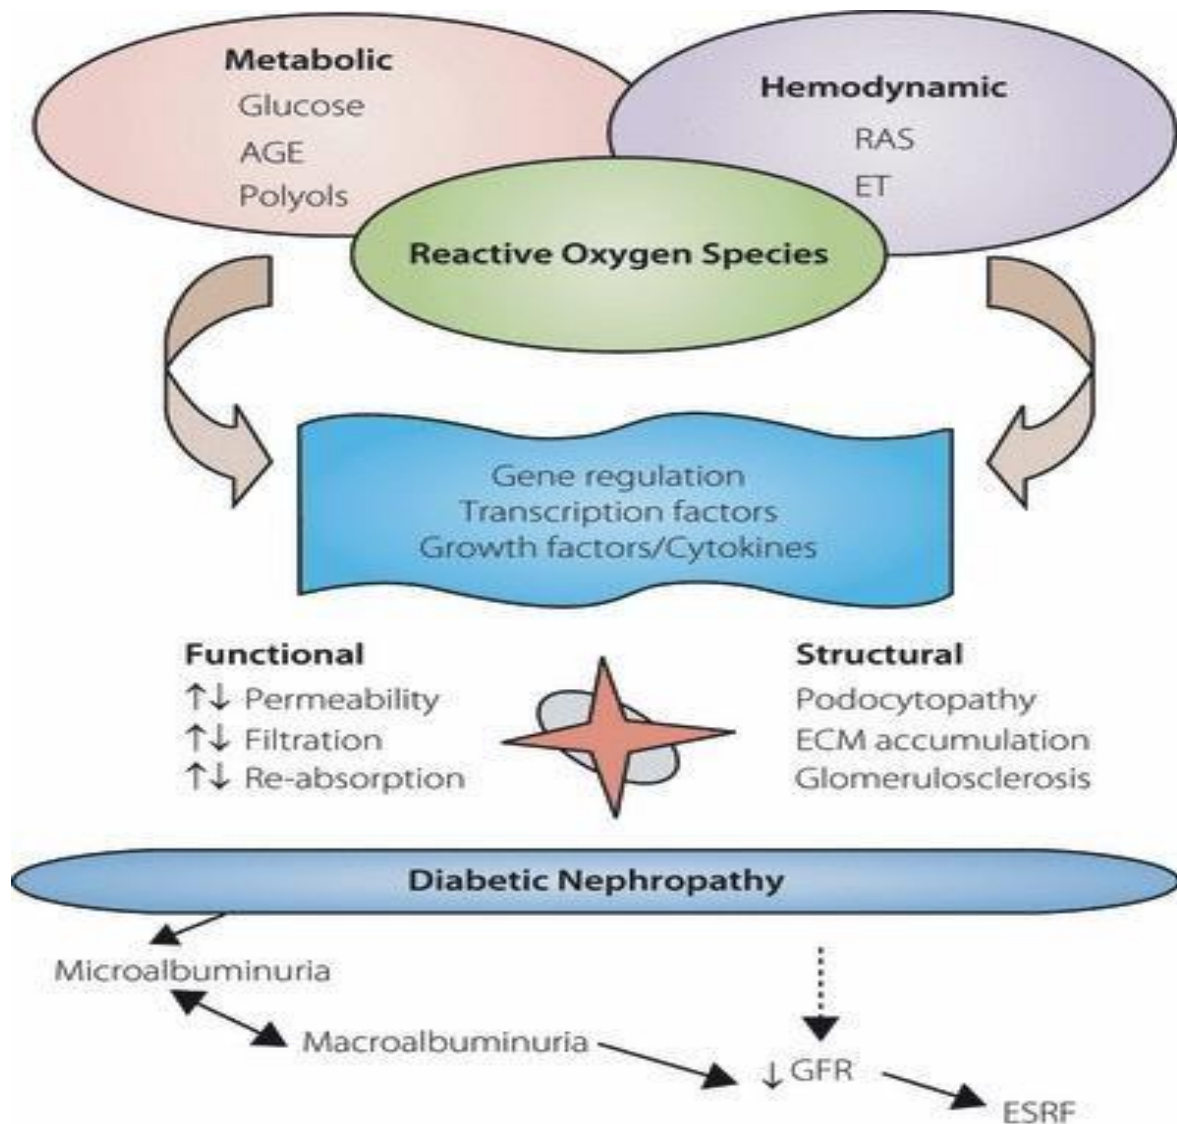 Metabolic
Glucose
AGE
Polyols
Hemodynamic
RAS
ET
Reactive Oxygen Species
Gene regulation
Transcription factors
Growth factors/Cytokines
Functional
↑↓ Permeability
↑↓ Filtration
↑↓ Re-absorption
Structural
Podocytopathy
ECM accumulation
Glomerulosclerosis
Diabetic Nephropathy
Microalbuminuria
Macroalbuminuria
↓ GFR
ESRF